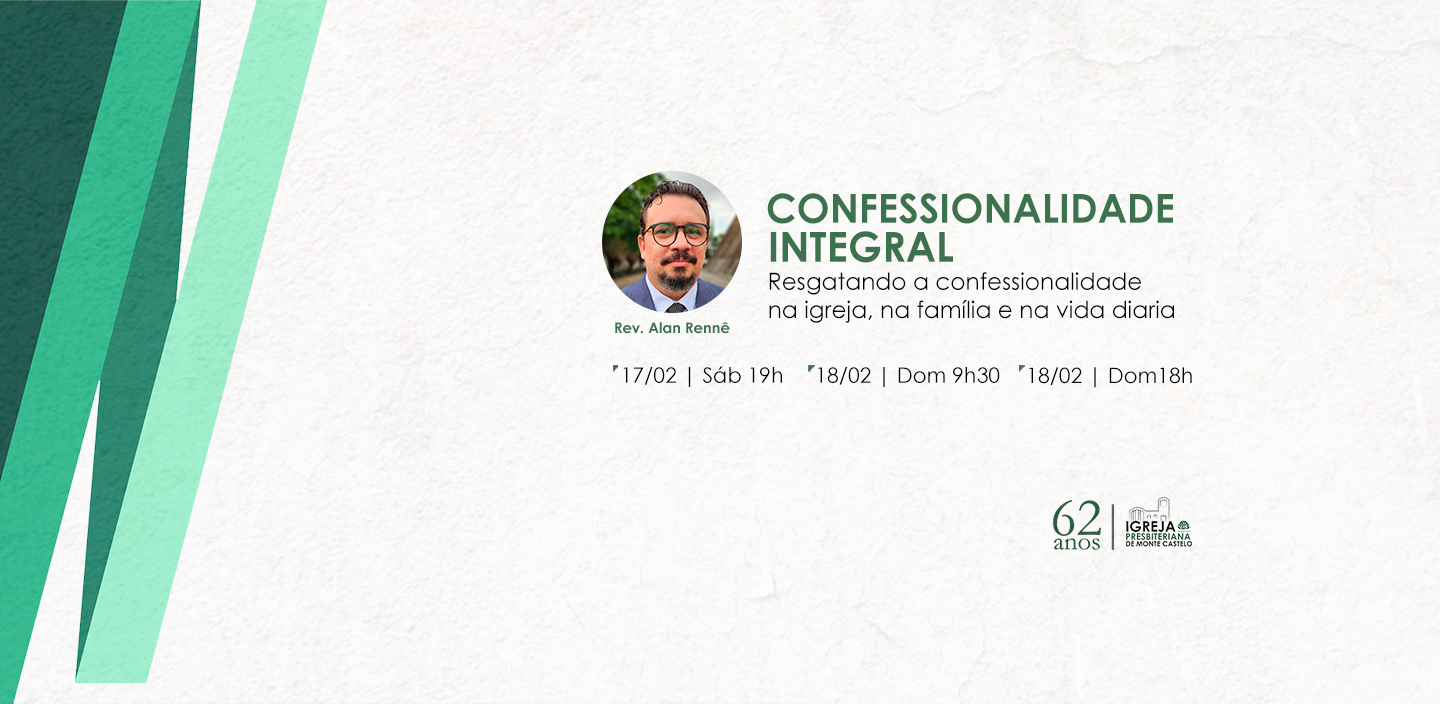 CONFESSIONALIDADE
INTEGRAL
Resgatando a confessionalidade
na igreja, na família e na vida diaria
Rev. Alan Rennê
17/02 | Sáb 19h
18/02 | Dom 9h30
18/02 | Dom18h
62
anos
IGREJA
PRESBITERIANA
DE MONTE CASTELO